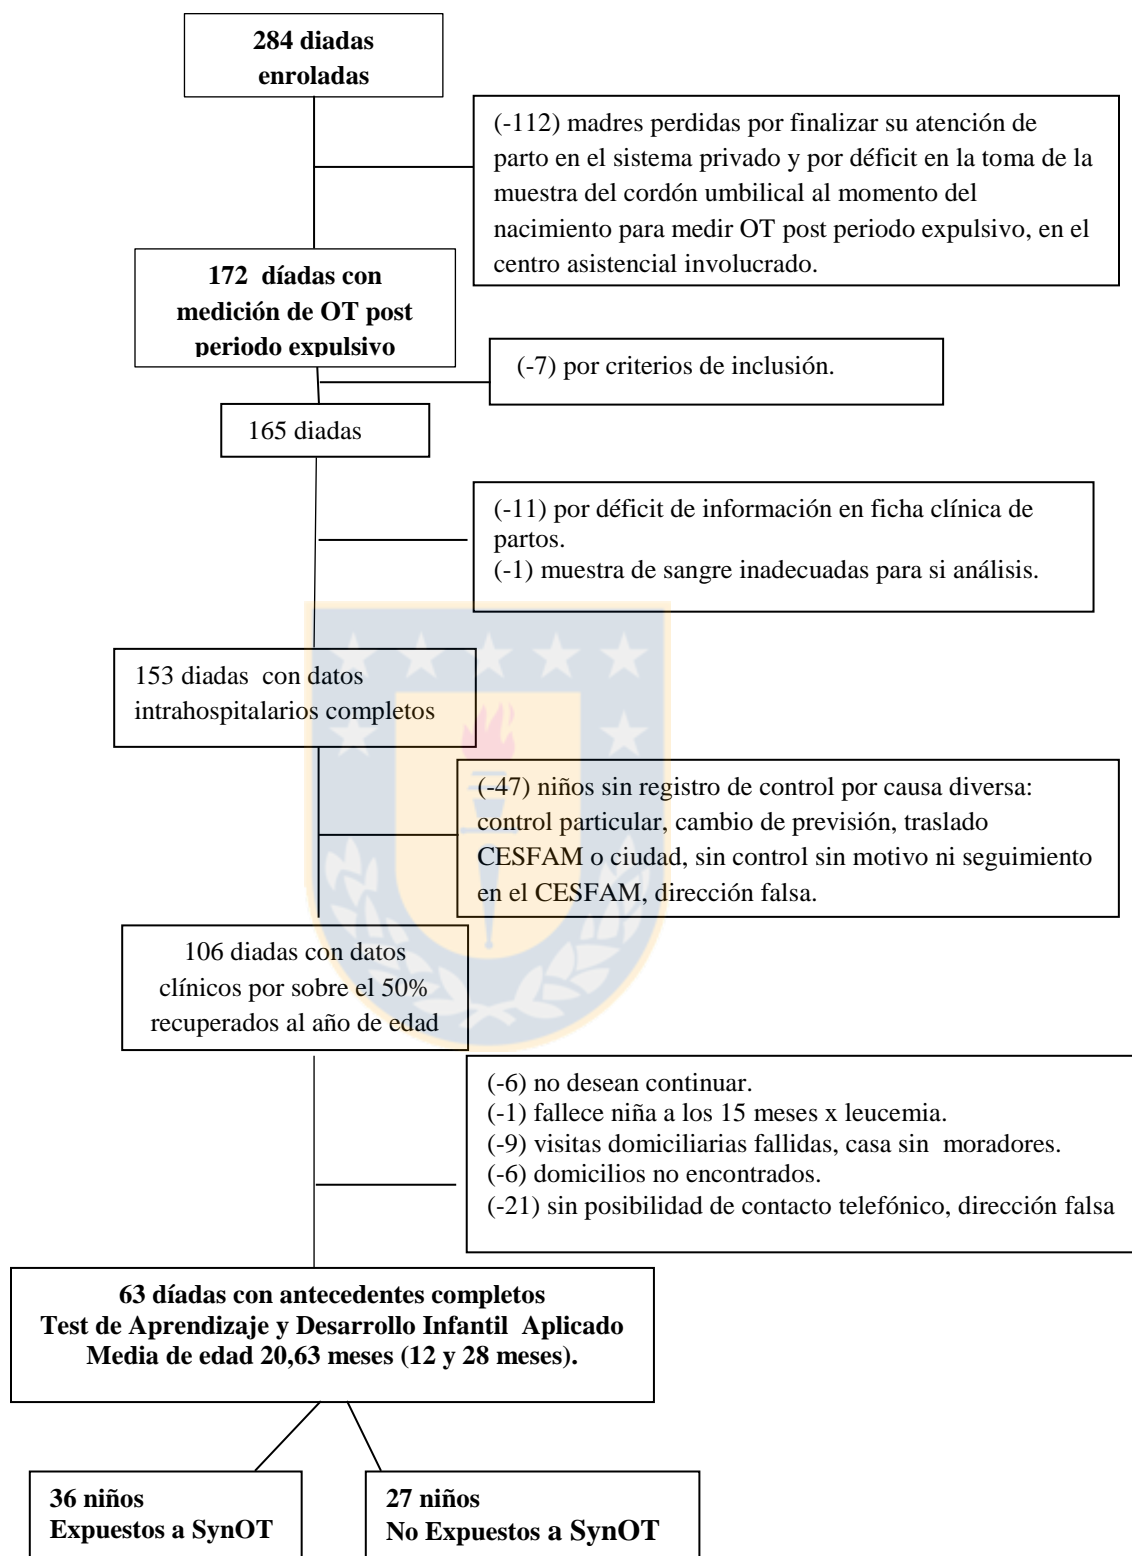 284 diadas
enroladas
(-112) madres perdidas por finalizar su atención de
parto en el sistema privado y por déficit en la toma de la
muestra del cordón umbilical al momento del
nacimiento para medir OT post periodo expulsivo, en el
centro asistencial involucrado.
172 díadas con
medición de OT post
periodo expulsivo
(-7) por criterios de inclusión.
165 diadas
(-11) por déficit de información en ficha clínica de
partos.
(-1) muestra de sangre inadecuadas para si análisis.
153 diadas con datos
intrahospitalarios completos
(-47) niños sin registro de control por causa diversa:
control particular, cambio de previsión, traslado
CESFAM o ciudad, sin control sin motivo ni seguimiento
en el CESFAM, dirección falsa.
106 diadas con datos
clínicos por sobre el 50%
recuperados al año de edad
(-6) no desean continuar.
(-1) fallece niña a los 15 meses x leucemia.
(-9) visitas domiciliarias fallidas, casa sin moradores.
(-6) domicilios no encontrados.
(-21) sin posibilidad de contacto telefónico, dirección falsa
63 díadas con antecedentes completos
Test de Aprendizaje y Desarrollo Infantil Aplicado
Media de edad 20,63 meses (12 y 28 meses).
36 niños
Expuestos a SynOT
27 niños
No Expuestos a SynOT